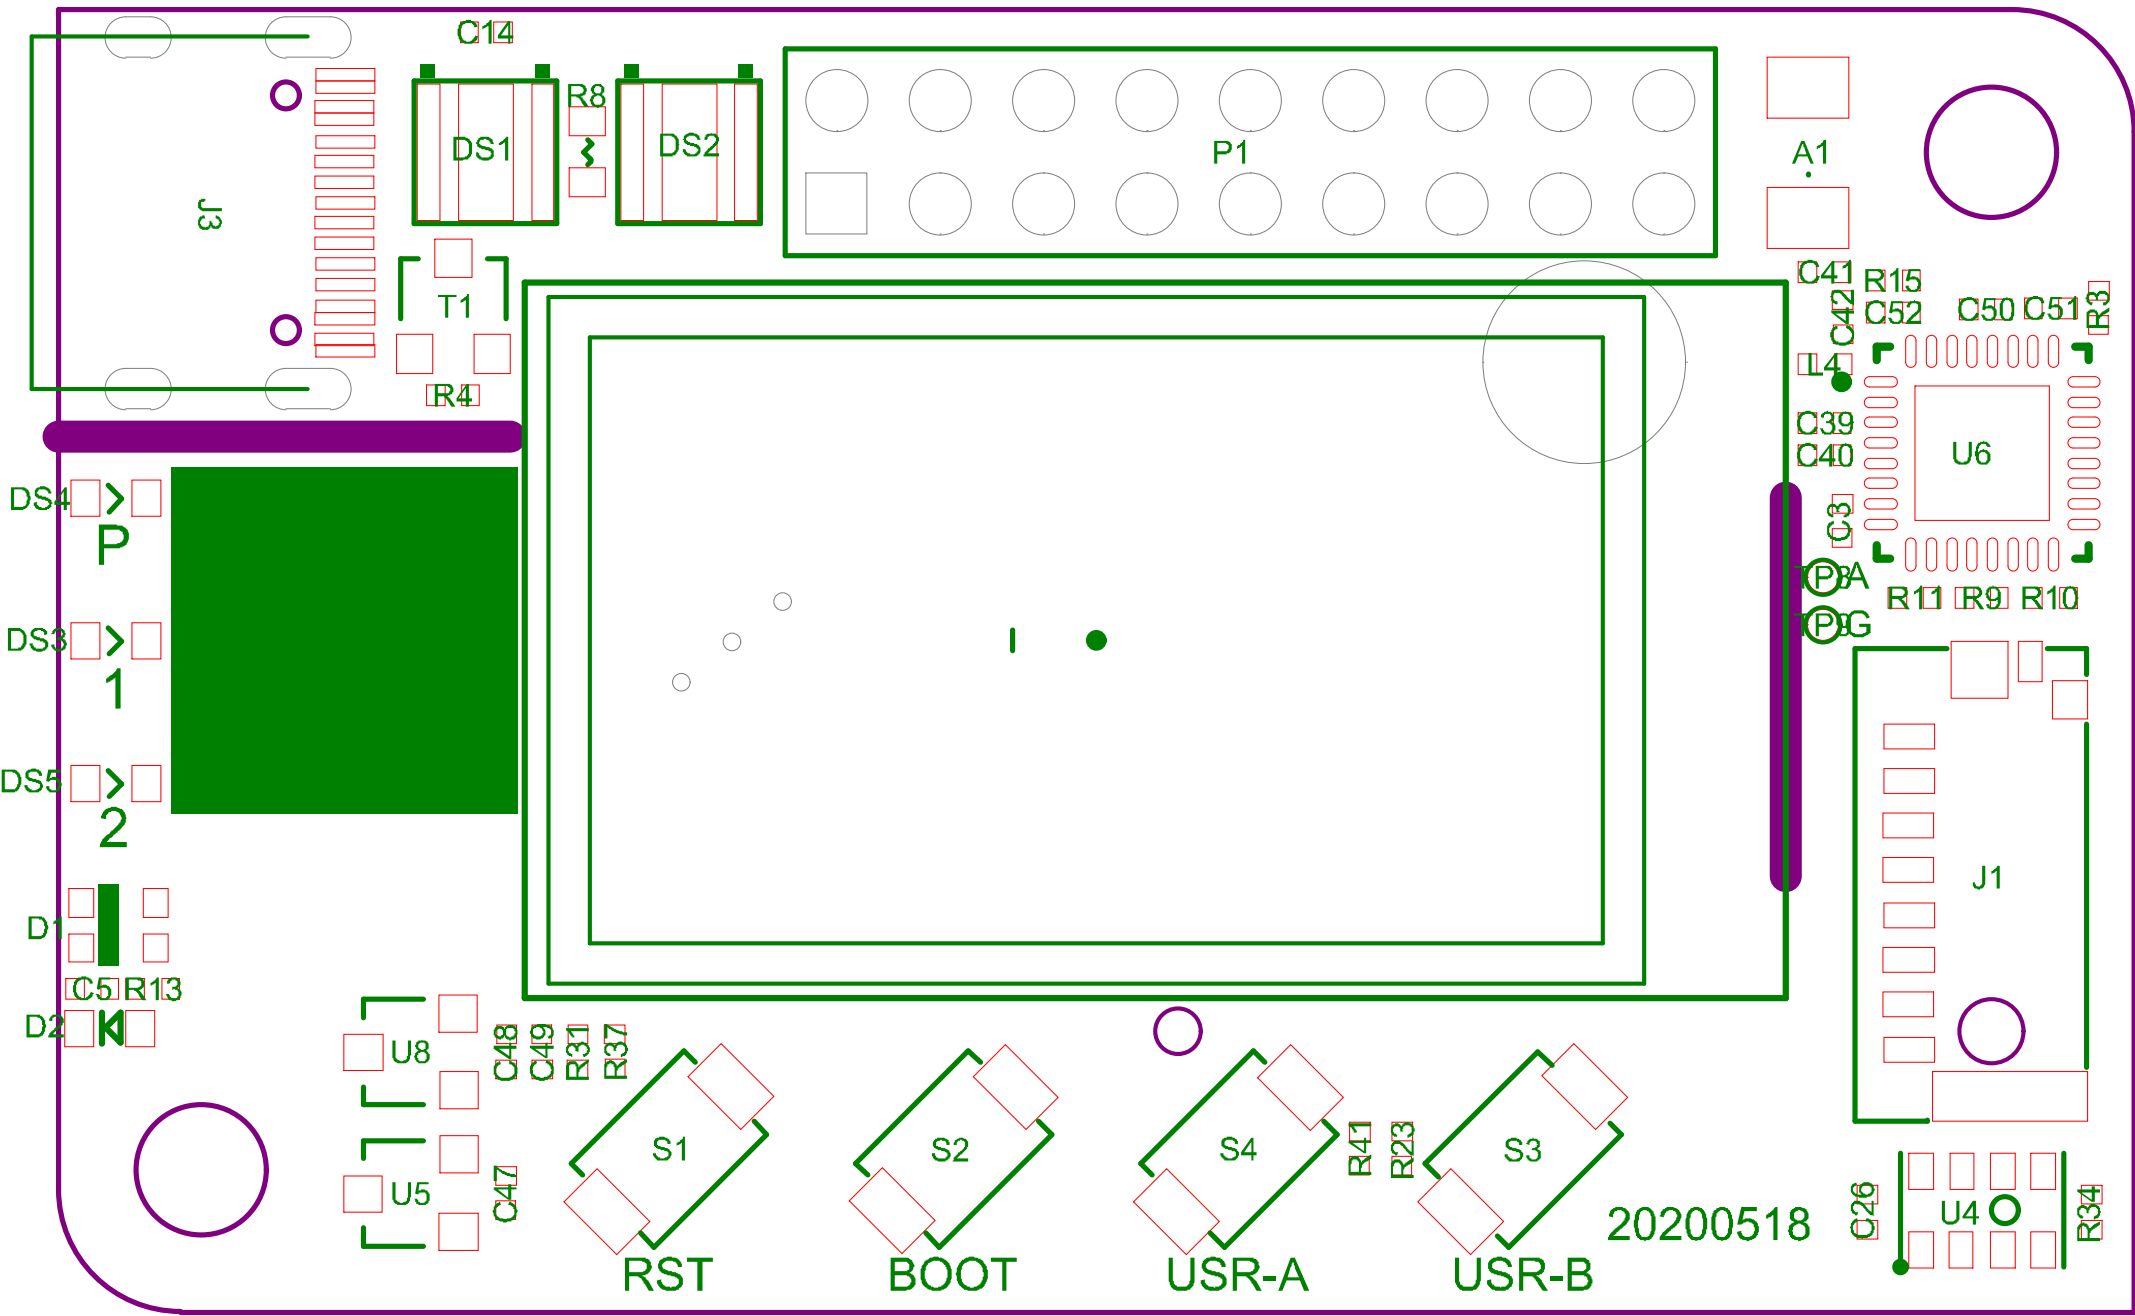 C14
R8
DS1
DS2
P1
A1
J3
T1
R4
C41
R15
C42
C52
C50
C51
R3
L4
C39
C40
U6
C3
DS4
P
TP8
A
R11
R9
R10
TP9
G
DS3
1
DS5
2
J1
D1
C5
R13
D2
U8
C48
C49
R31
R37
S1
S2
S4
R41
R23
S3
U5
C47
20200518
C26
U4
R34
RST
BOOT
USR-A
USR-B